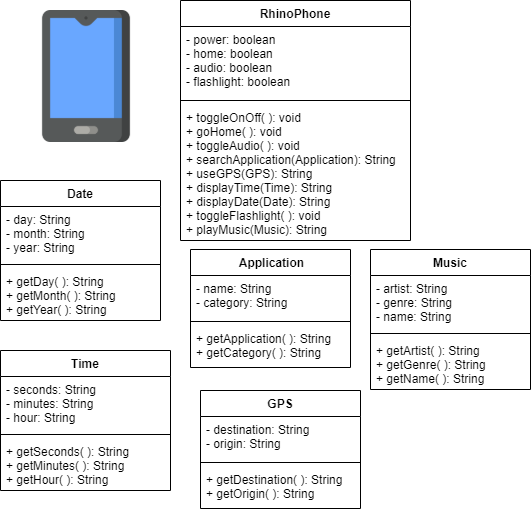 RhinoPhone
- power: boolean
- home: boolean
- audio: boolean
- flashlight: boolean
+ toggleOnOff( ): void
+ goHome( ): void
+ toggleAudio( ): void
+ searchApplication(Application): String
+ useGPS(GPS): String
+ displayTime(Time): String
+ displayDate(Date): String
+ toggleFlashlight( ): void
+ playMusic(Music): String
Date
- day: String
- month: String
- year: String
+ getDay( ): String
+ getMonth( ): String
+ getYear( ): String
Application
- name: String
- category: String
+ getApplication( ): String
+ getCategory( ): String
Music
- artist: String
- genre: String
- name: String
+ getArtist( ): String
+ getGenre( ): String
+ getName( ): String
Time
- seconds: String
- minutes: String
- hour: String
+ getSeconds( ): String
+ getMinutes( ): String
+ getHour( ): String
GPS
- destination: String
- origin: String
+ getDestination( ): String
+ getOrigin( ): String